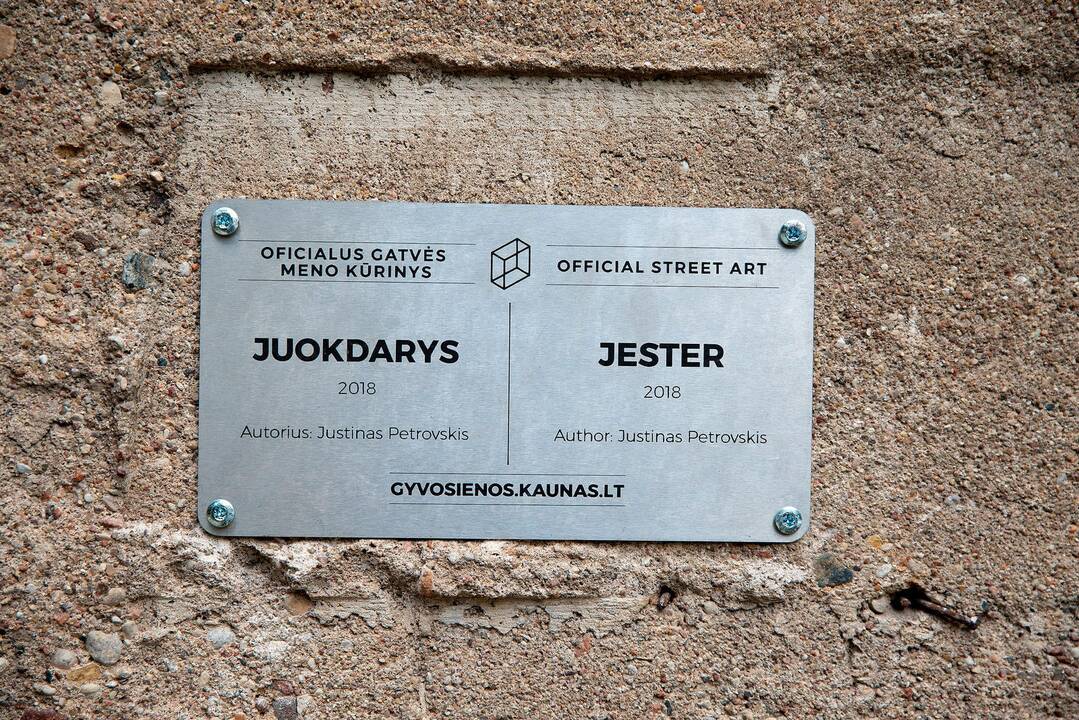 OFICIALUS GATVĖS
MENO KŪRINYS
JUOKDARYS
2018
Autorius: Justinas Petrovskis
OFFICIAL STREET ART
JESTER
2018
Author: Justinas Petrovskis
GYVOSIENOS.KAUNAS.LT